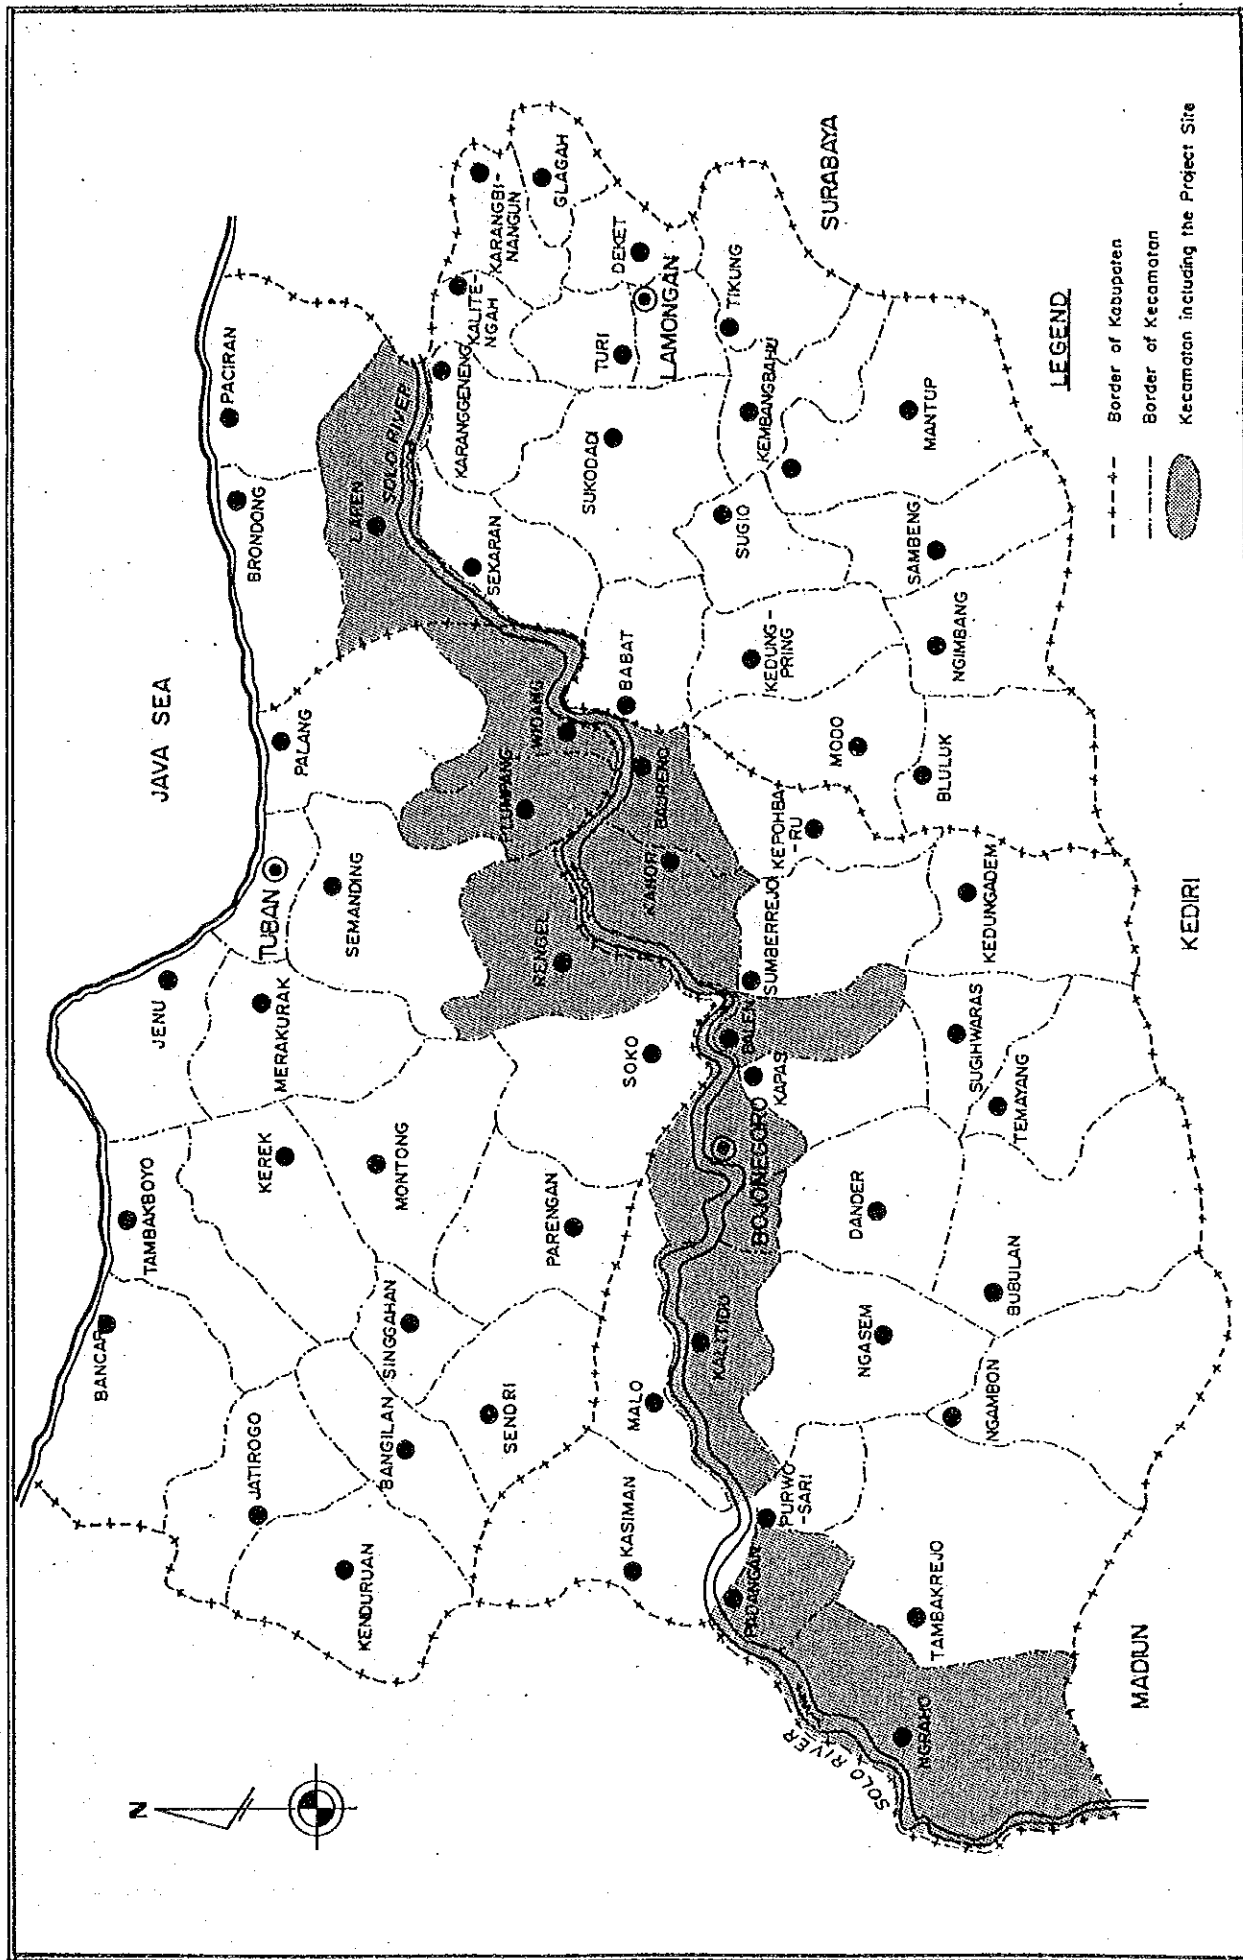 N
JAVA SEA
BANCAR
TAMBAKBOYO
JENU
TUBAN
PALANG
BRONDONG
PACIRAN
JATIROGO
KEREK
MERAKURAK
SEMANDING
LAREN
SOLO RIVER
KENDURUAN
BANGILAN
SINGGAHAN
MONTONG
KARANGGENENG
KALITE-
NGAH
KARANGBI-
NANGUN
GLAGAH
SENORI
PARENGAN
RENGEL
PLUMPANG
WIDANG
SEKARAN
SUKODADI
TURI
DEKET
LAMONGAN
KASIMAN
MALO
SOKO
KANOR
BAURENO
BABAT
PADANGAN
PURWO
-SARI
KALITIDU
BOJONEGORO
KAPAS
BALEN
SUMBERREJO
KEPOHBA
-RU
KEDUNG-
PRING
SUGIO
KEMBANGBAHU
TIKUNG
SURABAYA
SOLO RIVER
NGRAHO
TAMBAKREJO
NGASEM
DANDER
MODO
BLULUK
NGIMBANG
SAMBENG
MANTUP
NGAMBON
BUBULAN
TEMAYANG
SUGIHWARAS
KEDUNGADEM
MADIUN
KEDIRI
LEGEND
Border of Kabupaten
Border of Kecamatan
Kecamatan including the Project Site